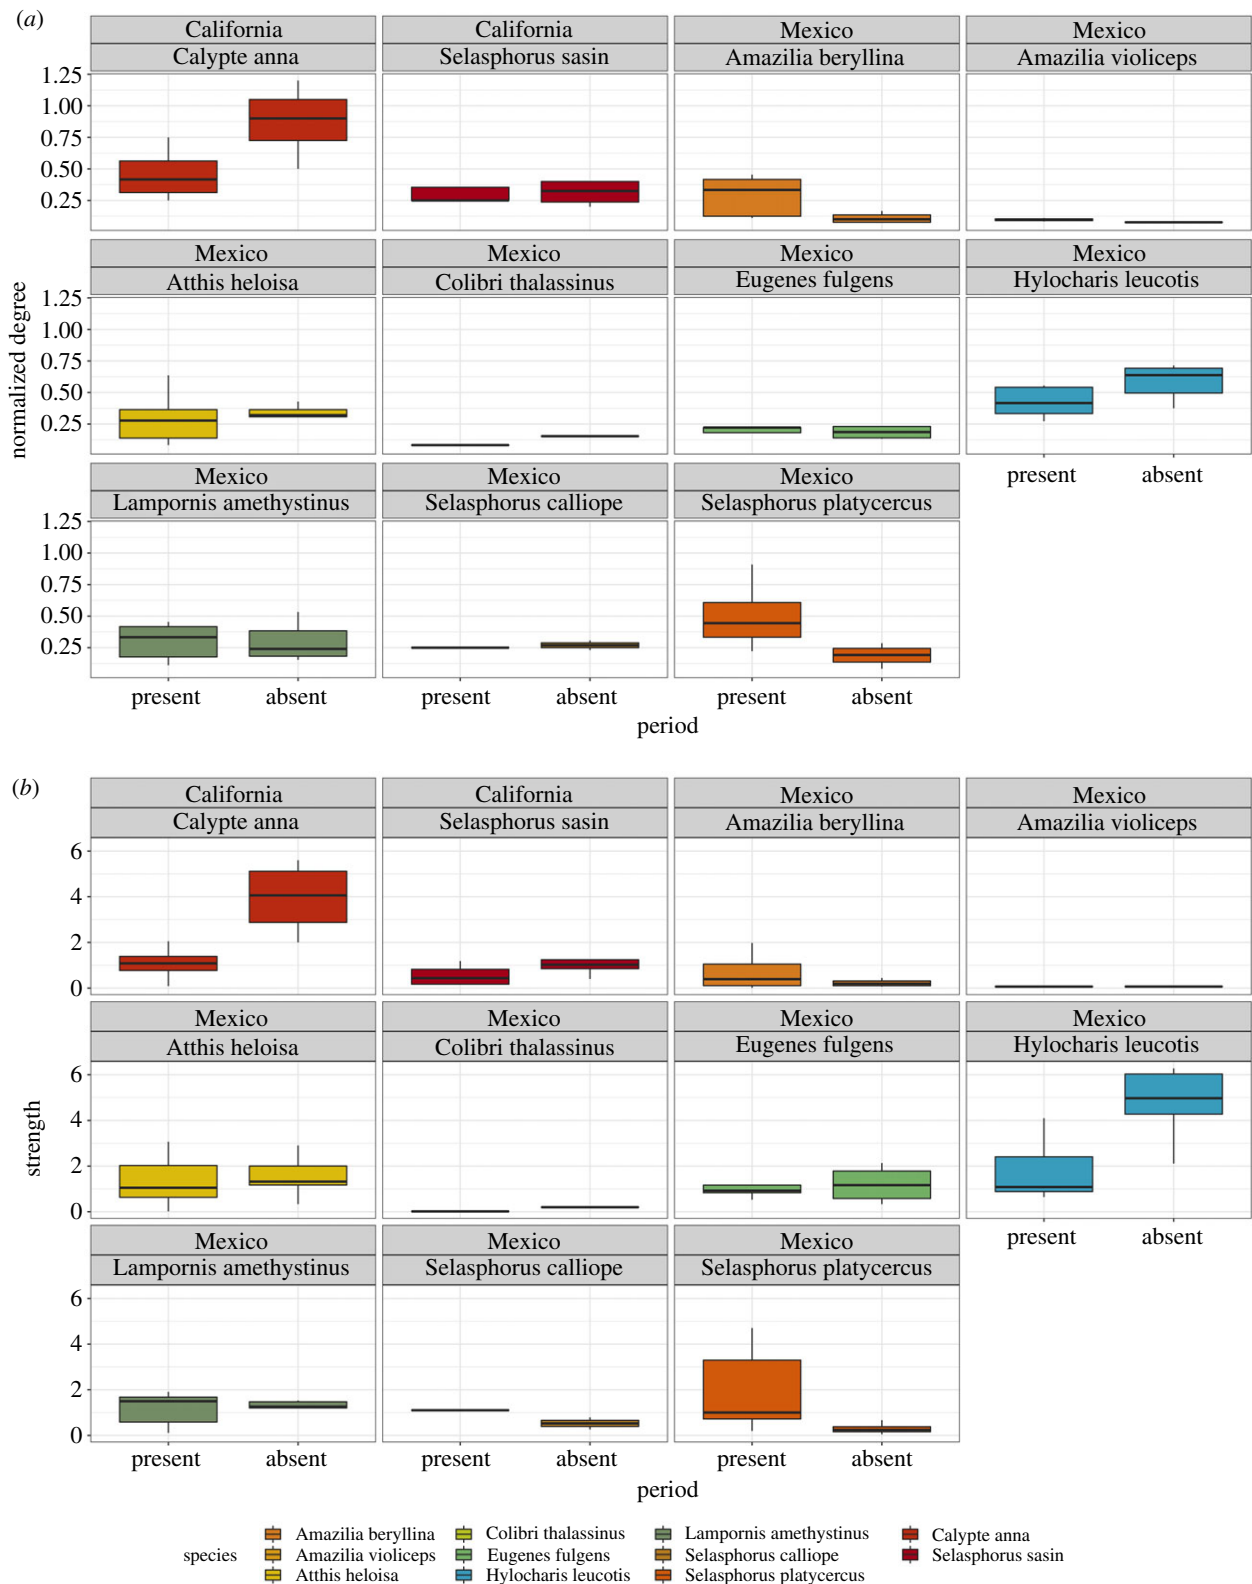 (a)
California California Mexico Mexico
Calypte anna Selasphorus sasin Amazilia beryllina Amazilia violiceps
1.25
1.00
0.75
0.50
0.25
Mexico Mexico Mexico Mexico
Atthis heloisa Colibri thalassinus Eugenes fulgens Hylocharis leucotis
normalized degree
1.25
1.00
0.75
0.50
0.25
present absent
Mexico Mexico Mexico
Lampornis amethystinus Selasphorus calliope Selasphorus platycercus
1.25
1.00
0.75
0.50
0.25
present absent present absent present absent
period
(b)
California California Mexico Mexico
Calypte anna Selasphorus sasin Amazilia beryllina Amazilia violiceps
6
4
2
0
Mexico Mexico Mexico Mexico
Atthis heloisa Colibri thalassinus Eugenes fulgens Hylocharis leucotis
strength
6
4
2
0
present absent
Mexico Mexico Mexico
Lampornis amethystinus Selasphorus calliope Selasphorus platycercus
6
4
2
0
present absent present absent present absent
period
species
Amazilia beryllina Colibri thalassinus Lampornis amethystinus Calypte anna
Amazilia violiceps Eugenes fulgens Selasphorus calliope Selasphorus sasin
Atthis heloisa Hylocharis leucotis Selasphorus platycercus